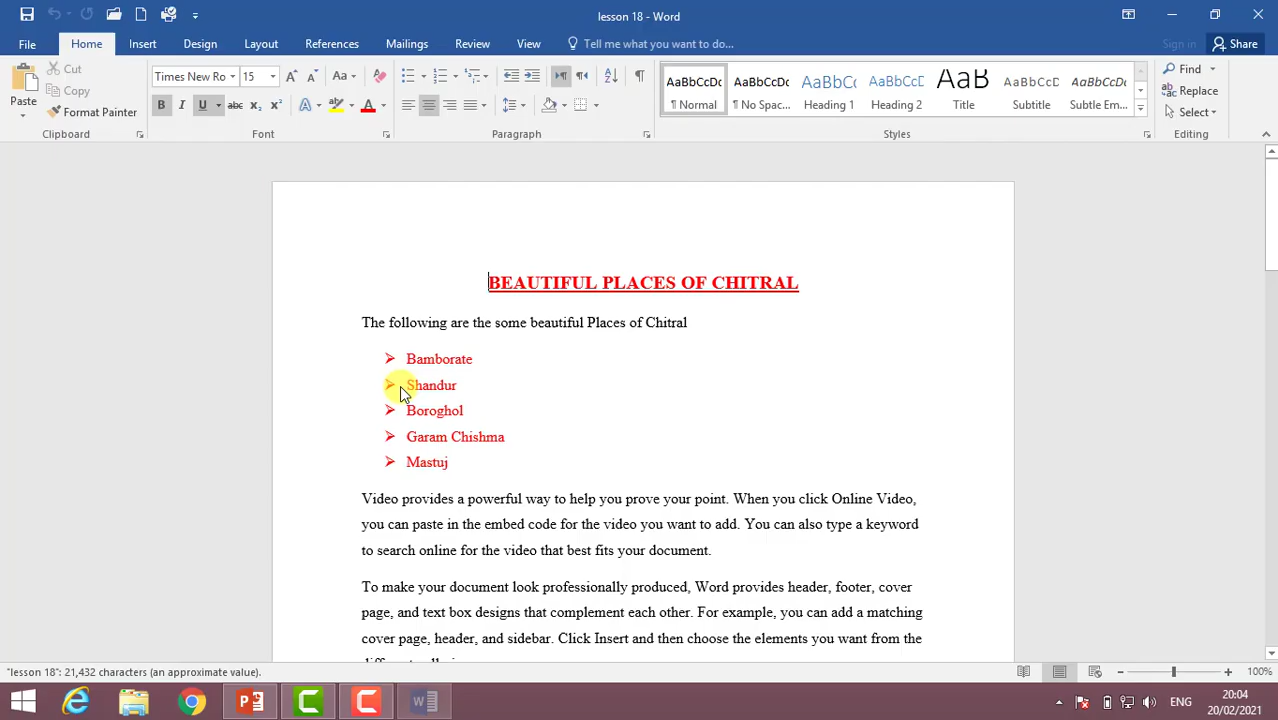 lesson 18 - Word
File Home Insert Design Layout References Mailings Review View Tell me what you want to do... Sign in Share
Cut
Copy
Format Painter
Paste
Times New Ro 15
AaBbCcDc AaBbCcDc AaBbCc AaBbCcD AaB AaBbCcD AaBbCcDc
¶ Normal ¶ No Spac... Heading 1 Heading 2 Title Subtitle Subtle Em...
Find
Replace
Select
Clipboard Font Paragraph Styles Editing
BEAUTIFUL PLACES OF CHITRAL
The following are the some beautiful Places of Chitral
Bamborate
Shandur
Boroghol
Garam Chishma
Mastuj
Video provides a powerful way to help you prove your point. When you click Online Video,
you can paste in the embed code for the video you want to add. You can also type a keyword
to search online for the video that best fits your document.
To make your document look professionally produced, Word provides header, footer, cover
page, and text box designs that complement each other. For example, you can add a matching
cover page, header, and sidebar. Click Insert and then choose the elements you want from the
"lesson 18": 21,432 characters (an approximate value).
100%
ENG
20:04
20/02/2021